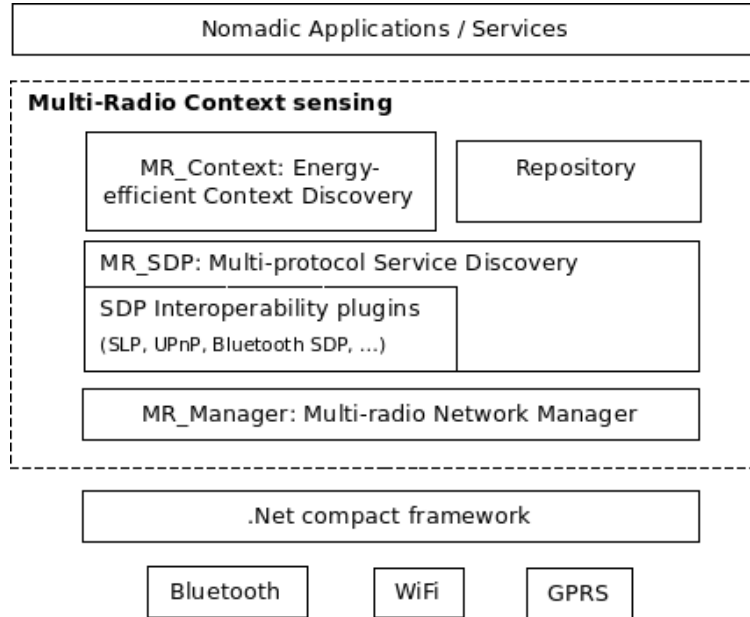 Nomadic Applications / Services
Multi-Radio Context sensing
MR_Context: Energy-
efficient Context Discovery
Repository
MR_SDP: Multi-protocol Service Discovery
SDP Interoperability plugins
(SLP, UPnP, Bluetooth SDP, ...)
MR_Manager: Multi-radio Network Manager
.Net compact framework
Bluetooth
WiFi
GPRS